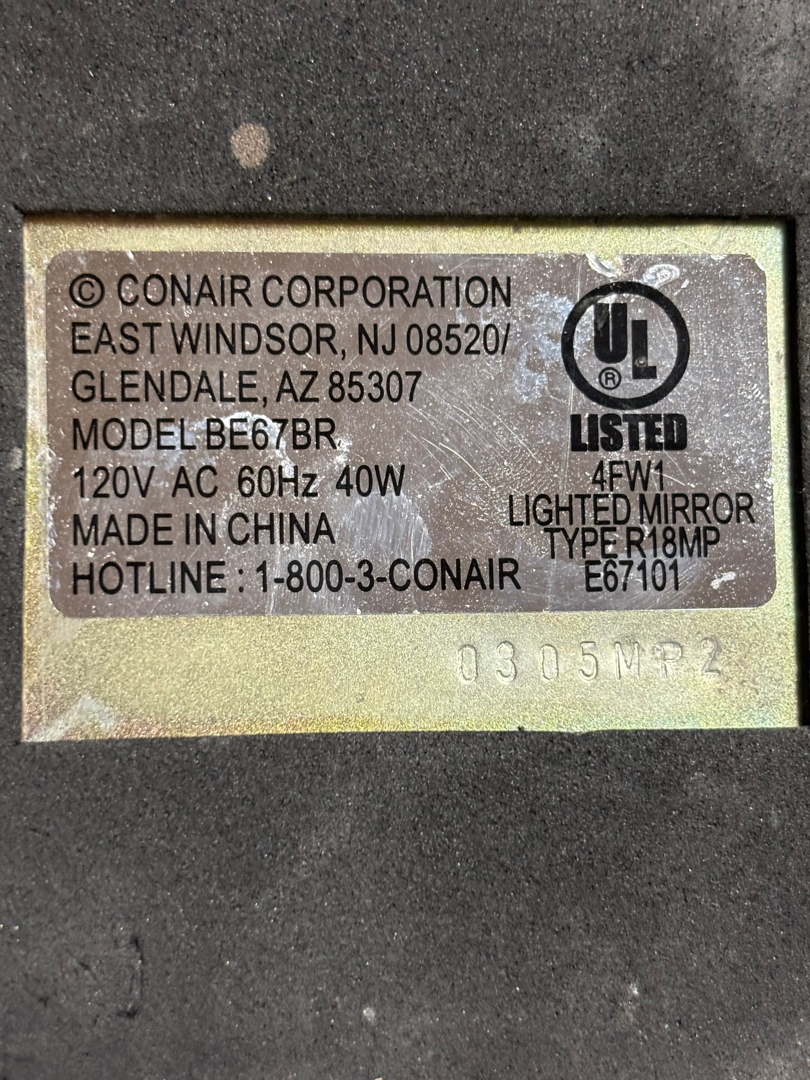 © CONAIR CORPORATION
EAST WINDSOR, NJ 08520/
GLENDALE, AZ 85307
MODEL BE67BR
120V AC 60Hz 40W
MADE IN CHINA
HOTLINE : 1-800-3-CONAIR
UL
®
LISTED
4FW1
LIGHTED MIRROR
TYPE R18MP
E67101
0305MP2